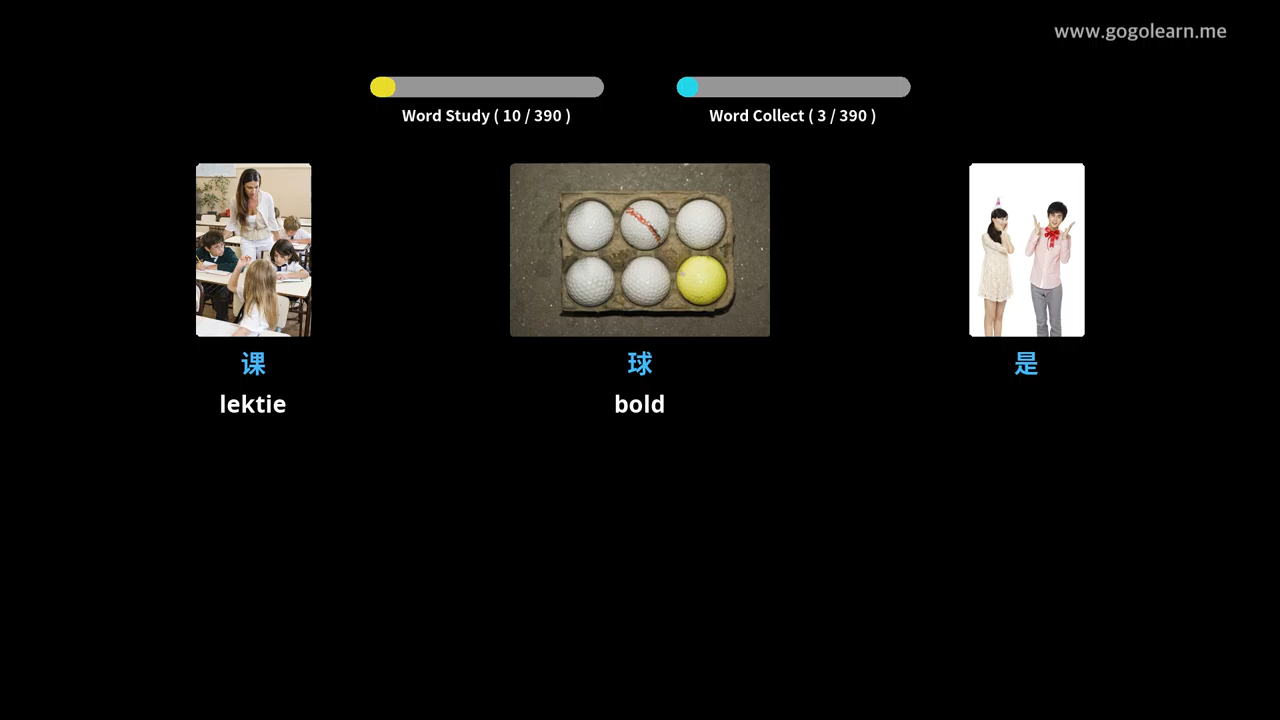 www.gogolearn.me
Word Study ( 10 / 390 )
Word Collect ( 3 / 390 )
课
球
是
lektie
bold